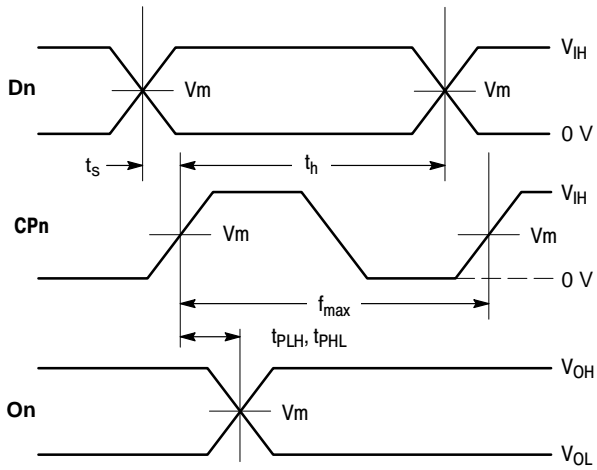 V_IH
Dn Vm Vm
0 V
t_s t_h
V_IH
CPn Vm Vm
0 V
f_max
t_PLH, t_PHL
V_OH
On Vm
V_OL